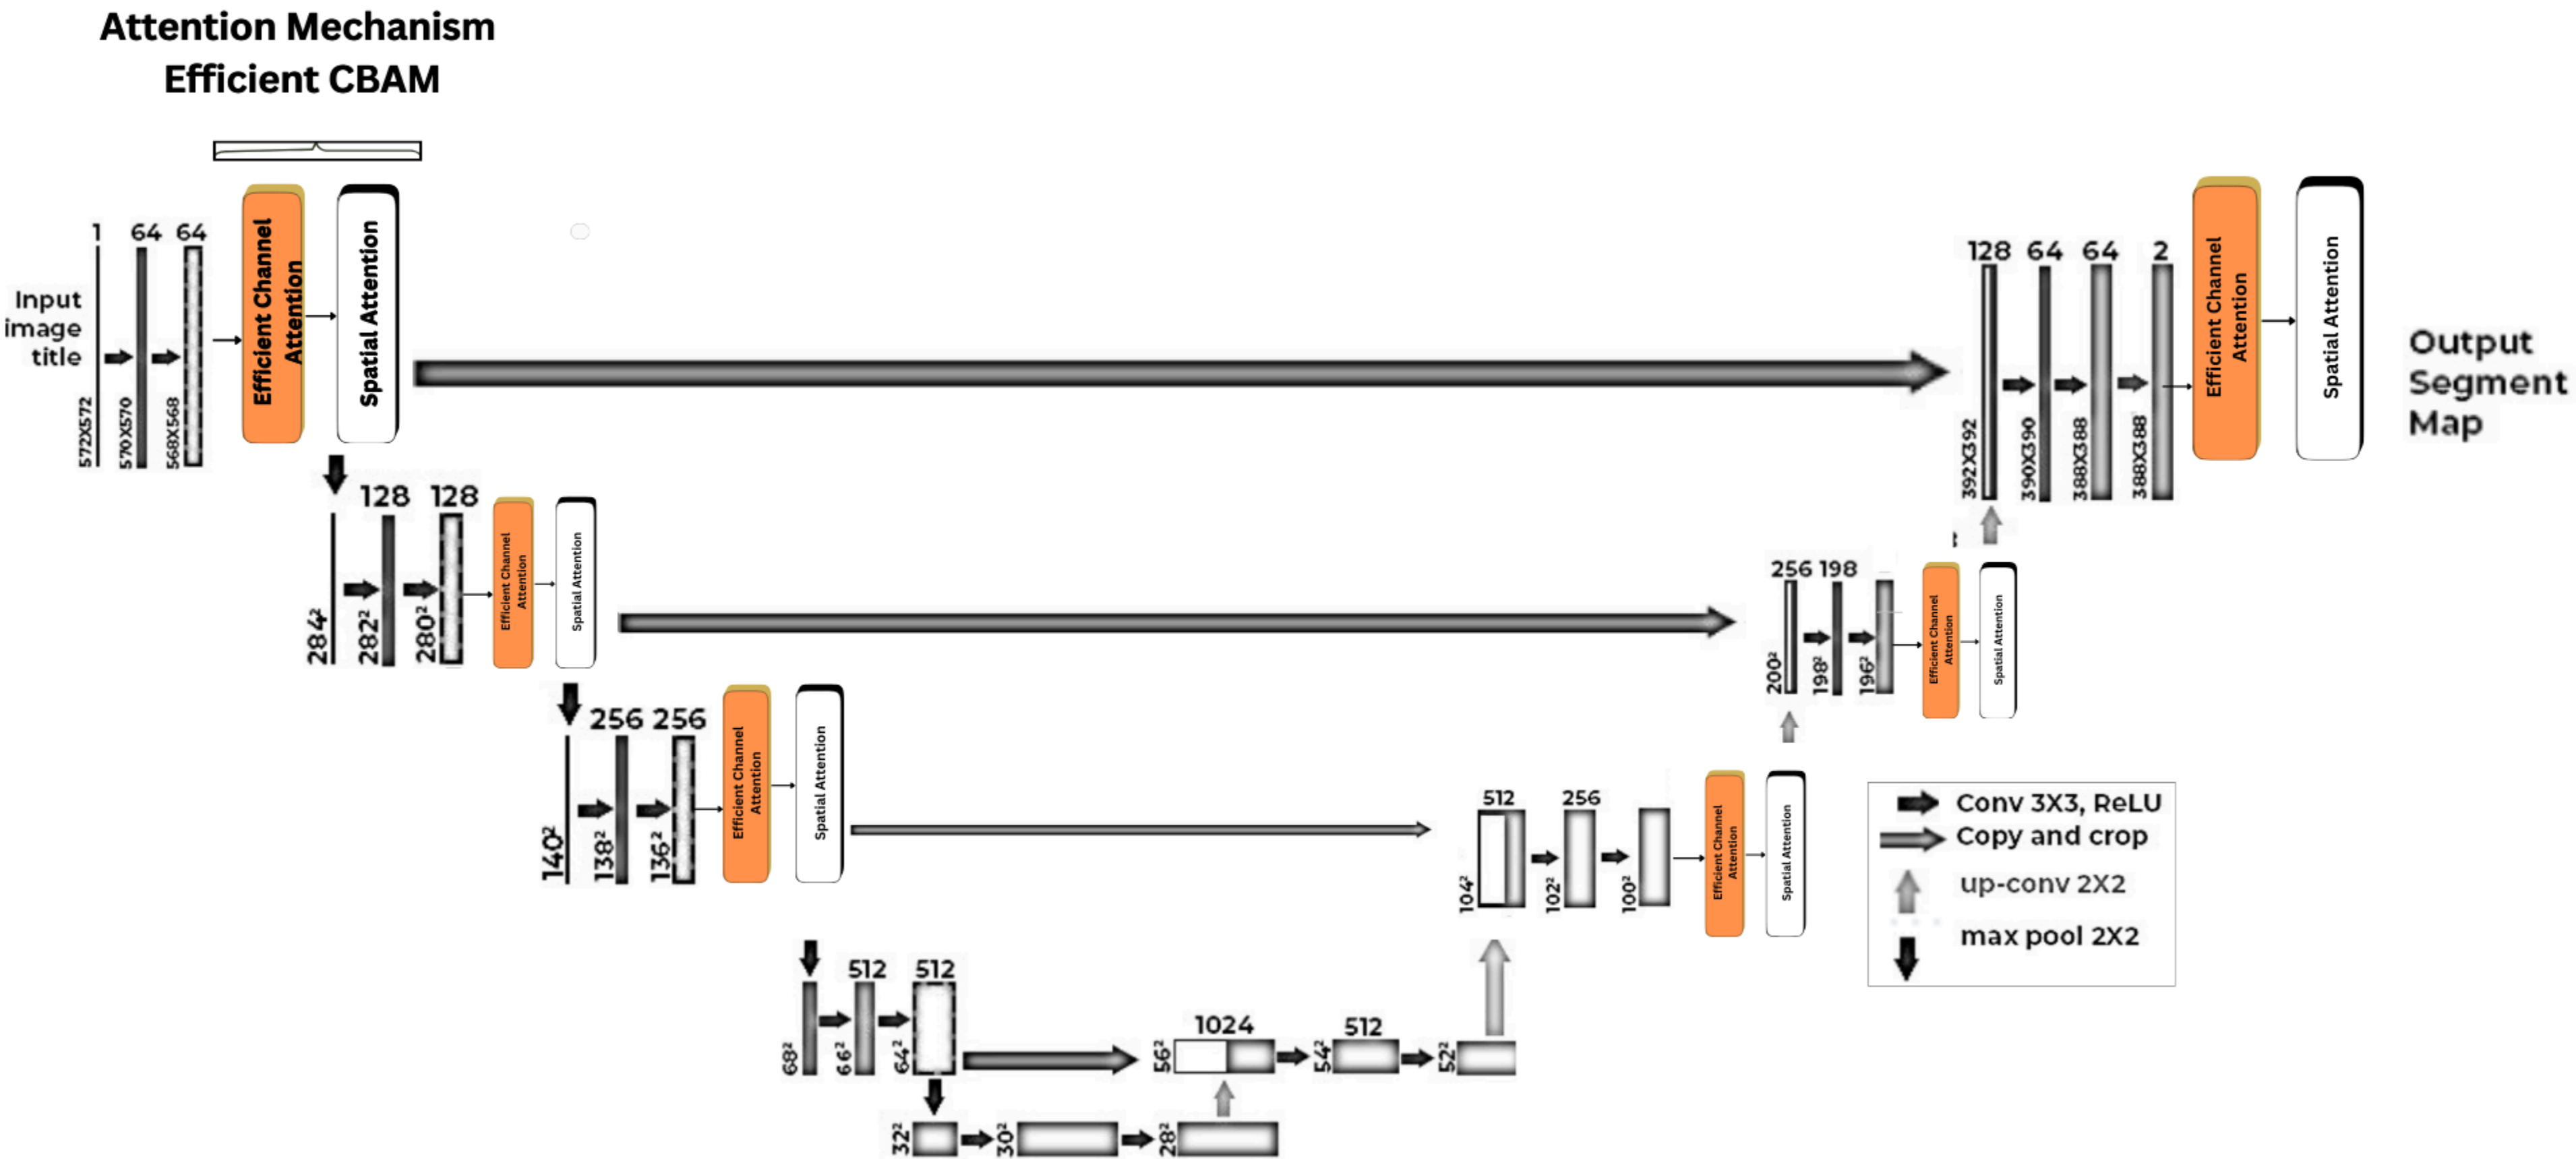 Attention Mechanism
Efficient CBAM
1 64 64
Input
image
title
572X572
570X570
568X568
Efficient Channel
Attention
Spatial Attention
128 64 64 2
392X392
390X390
388X388
388X388
Efficient Channel
Attention
Spatial Attention
Output
Segment
Map
128 128
284²
282²
280²
Efficient Channel
Attention
Spatial Attention
256 198
200²
198²
196²
Efficient Channel
Attention
Spatial Attention
256 256
140²
138²
136²
Efficient Channel
Attention
Spatial Attention
512 256
104²
102²
100²
Efficient Channel
Attention
Spatial Attention
Conv 3X3, ReLU
Copy and crop
up-conv 2X2
max pool 2X2
512 512
68²
66²
64²
1024 512
56²
54²
52²
32²
30²
28²